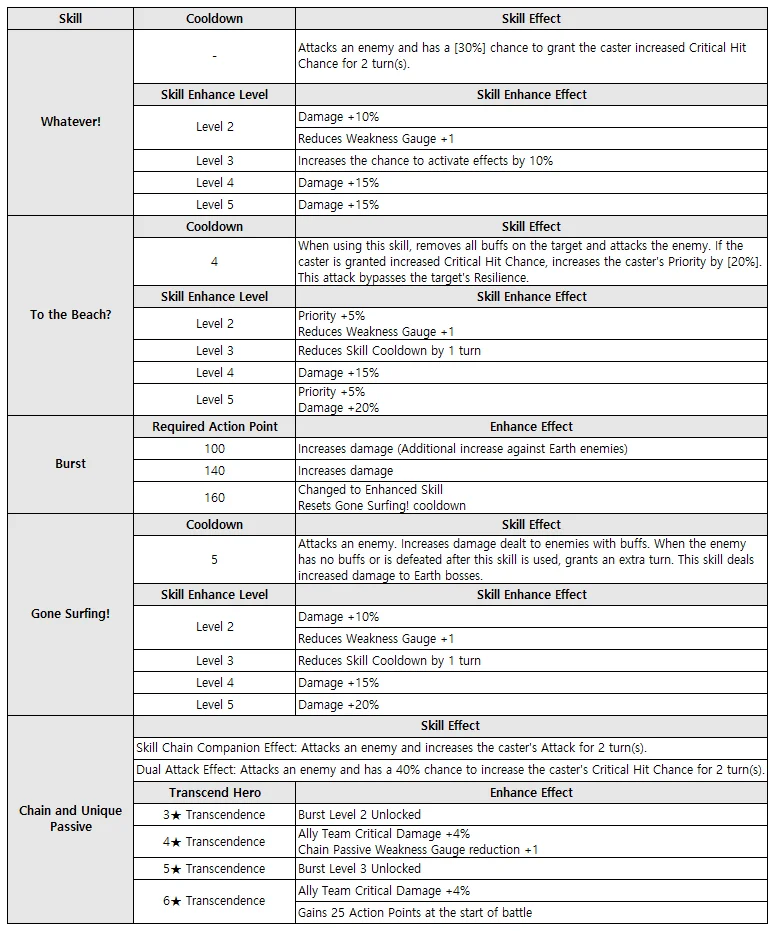 Skill Cooldown Skill Effect
Whatever!
-
Attacks an enemy and has a [30%] chance to grant the caster increased Critical Hit
Chance for 2 turn(s).
Skill Enhance Level Skill Enhance Effect
Level 2
Damage +10%
Reduces Weakness Gauge +1
Level 3 Increases the chance to activate effects by 10%
Level 4 Damage +15%
Level 5 Damage +15%
To the Beach?
Cooldown Skill Effect
4
When using this skill, removes all buffs on the target and attacks the enemy. If the
caster is granted increased Critical Hit Chance, increases the caster's Priority by [20%].
This attack bypasses the target's Resilience.
Skill Enhance Level Skill Enhance Effect
Level 2
Priority +5%
Reduces Weakness Gauge +1
Level 3 Reduces Skill Cooldown by 1 turn
Level 4 Damage +15%
Level 5
Priority +5%
Damage +20%
Burst
Required Action Point Enhance Effect
100 Increases damage (Additional increase against Earth enemies)
140 Increases damage
160
Changed to Enhanced Skill
Resets Gone Surfing! cooldown
Gone Surfing!
Cooldown Skill Effect
5
Attacks an enemy. Increases damage dealt to enemies with buffs. When the enemy
has no buffs or is defeated after this skill is used, grants an extra turn. This skill deals
increased damage to Earth bosses.
Skill Enhance Level Skill Enhance Effect
Level 2
Damage +10%
Reduces Weakness Gauge +1
Level 3 Reduces Skill Cooldown by 1 turn
Level 4 Damage +15%
Level 5 Damage +20%
Chain and Unique
Passive
Skill Effect
Skill Chain Companion Effect: Attacks an enemy and increases the caster's Attack for 2 turn(s).
Dual Attack Effect: Attacks an enemy and has a 40% chance to increase the caster's Critical Hit Chance for 2 turn(s).
Transcend Hero Enhance Effect
3★ Transcendence Burst Level 2 Unlocked
4★ Transcendence
Ally Team Critical Damage +4%
Chain Passive Weakness Gauge reduction +1
5★ Transcendence Burst Level 3 Unlocked
6★ Transcendence
Ally Team Critical Damage +4%
Gains 25 Action Points at the start of battle